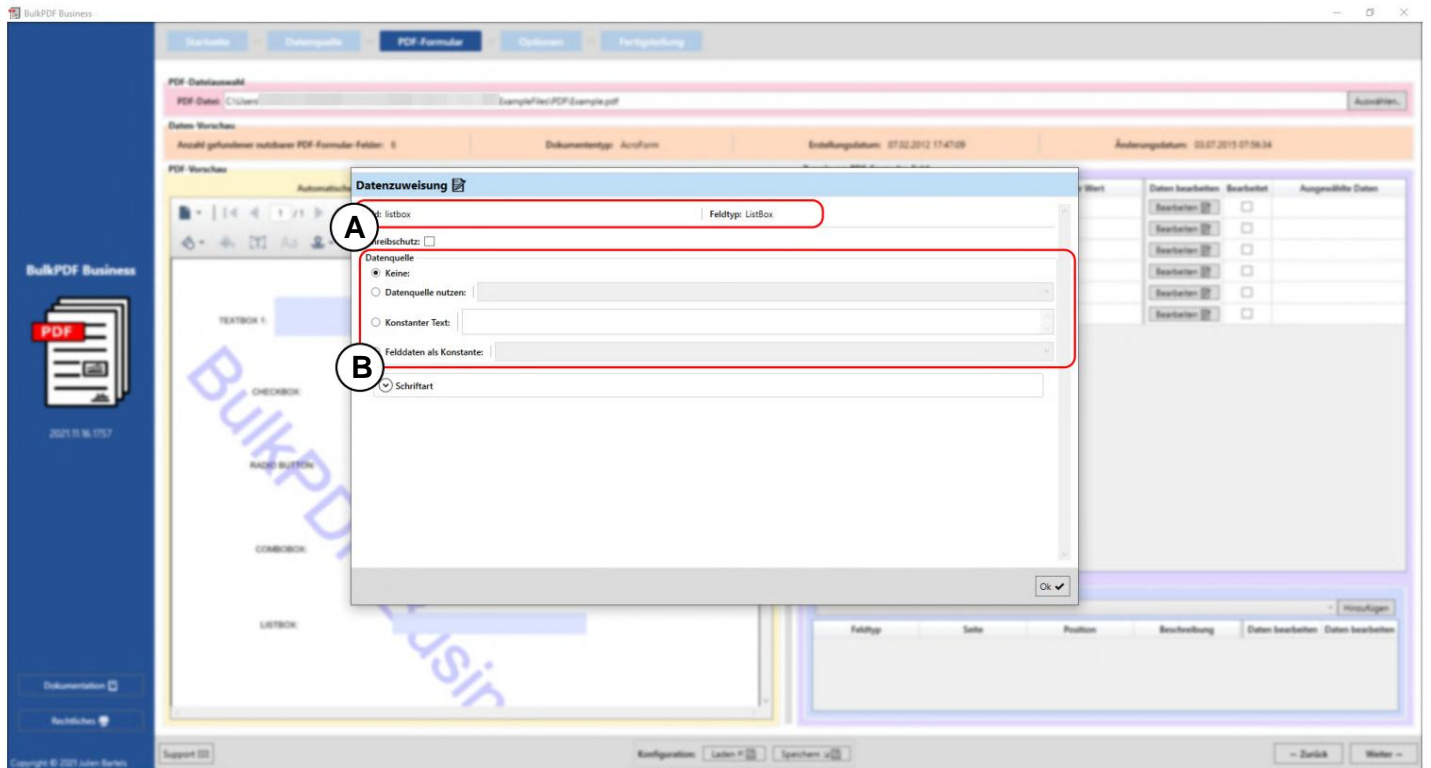 BulkPDF Business
Startseite Datenquelle PDF-Formular Optionen Fertigstellung
PDF-Dateiauswahl
PDF-Datei: C:\Users ExampleFiles\PDF\Example.pdf Auswählen..
Daten-Vorschau
Anzahl gefundener nutzbarer PDF-Formular-Felder: 6 Dokumententyp: AcroForm Erstellungsdatum: 07.02.2012 17:47:09 Änderungsdatum: 03.07.2015 07:56:34
PDF-Vorschau
Automatische Wert Daten bearbeiten Bearbeitet Ausgewählte Daten
Datenzuweisung
A
listbox Feldtyp: ListBox
Datenquelle
Keine:
Datenquelle nutzen:
Konstanter Text:
B
Felddaten als Konstante:
Schriftart
Ok
Bearbeiten
Bearbeiten
Bearbeiten
Bearbeiten
Bearbeiten
Bearbeiten
1 / 1
BulkPDF Business
PDF
2021.11.16.1757
TEXTBOX 1:
CHECKBOX:
RADIO BUTTON:
COMBOBOX:
LISTBOX:
Hinzufügen
Feldtyp Seite Position Beschreibung Daten bearbeiten Daten bearbeiten
Dokumentation
Rechtliches
Copyright © 2021 Julien Bartels
Support Konfiguration: Laden Speichern Zurück Weiter